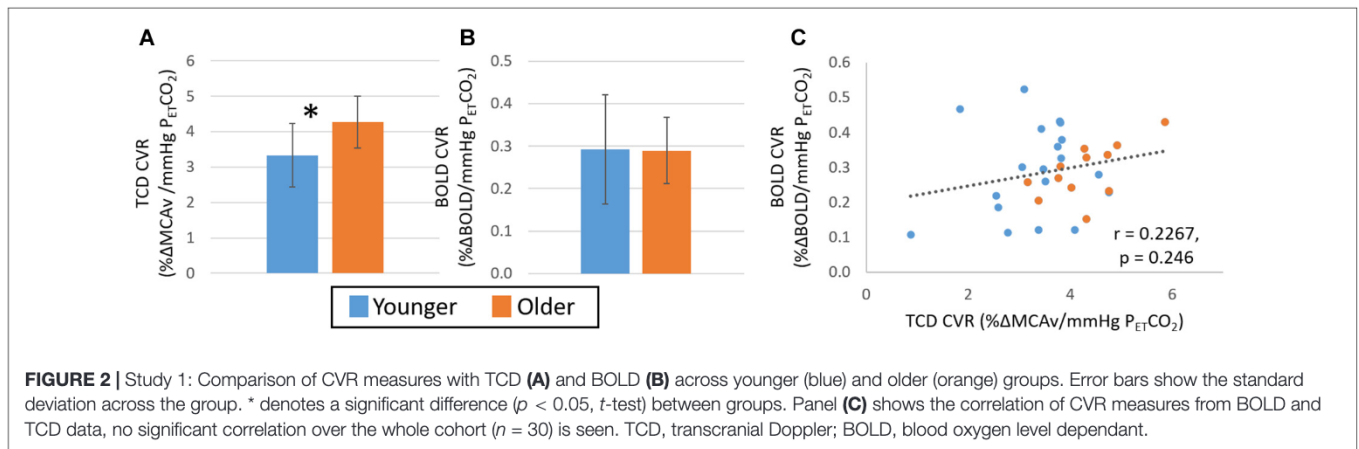 A
TCD CVR
(%ΔMCAv /mmHg PETCO2)
6
5
4
3
2
1
0
*
B
BOLD CVR
(%ΔBOLD/mmHg PETCO2)
0.5
0.4
0.3
0.2
0.1
0.0
Younger Older
C
BOLD CVR
(%ΔBOLD/mmHg PETCO2)
0.6
0.5
0.4
0.3
0.2
0.1
0.0
r = 0.2267,
p = 0.246
0 2 4 6
TCD CVR (%ΔMCAv/mmHg PETCO2)
FIGURE 2 | Study 1: Comparison of CVR measures with TCD (A) and BOLD (B) across younger (blue) and older (orange) groups. Error bars show the standard
deviation across the group. * denotes a significant difference (p < 0.05, t-test) between groups. Panel (C) shows the correlation of CVR measures from BOLD and
TCD data, no significant correlation over the whole cohort (n = 30) is seen. TCD, transcranial Doppler; BOLD, blood oxygen level dependant.